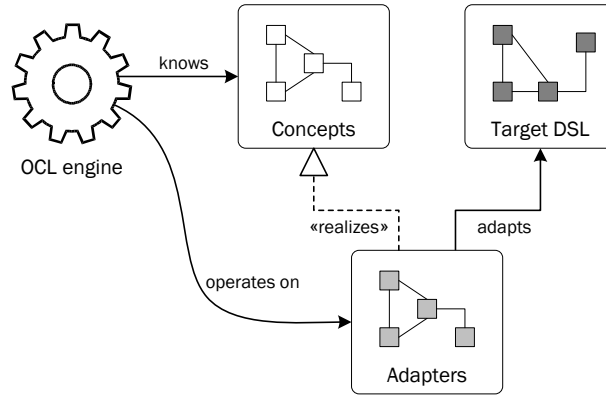 knows
Concepts
Target DSL
OCL engine
«realizes»
adapts
operates on
Adapters